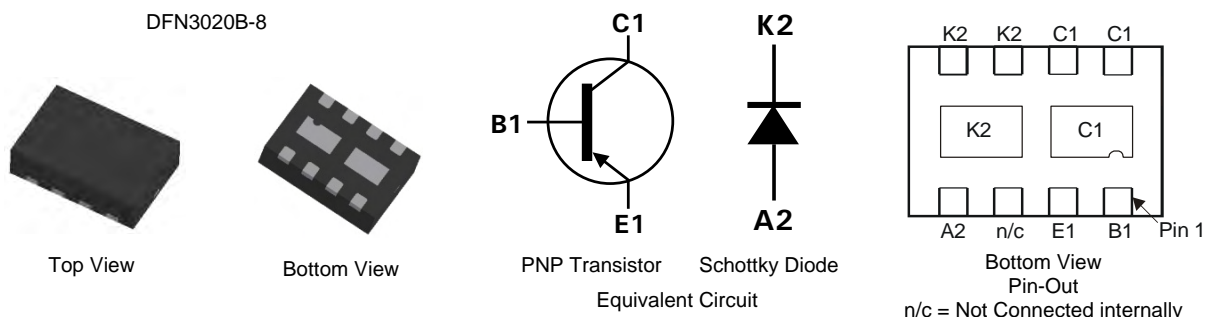 DFN3020B-8
Top View
Bottom View
C1
B1
E1
PNP Transistor
K2
A2
Schottky Diode
Equivalent Circuit
K2 K2 C1 C1
K2 C1
A2 n/c E1 B1 Pin 1
Bottom View
Pin-Out
n/c = Not Connected internally